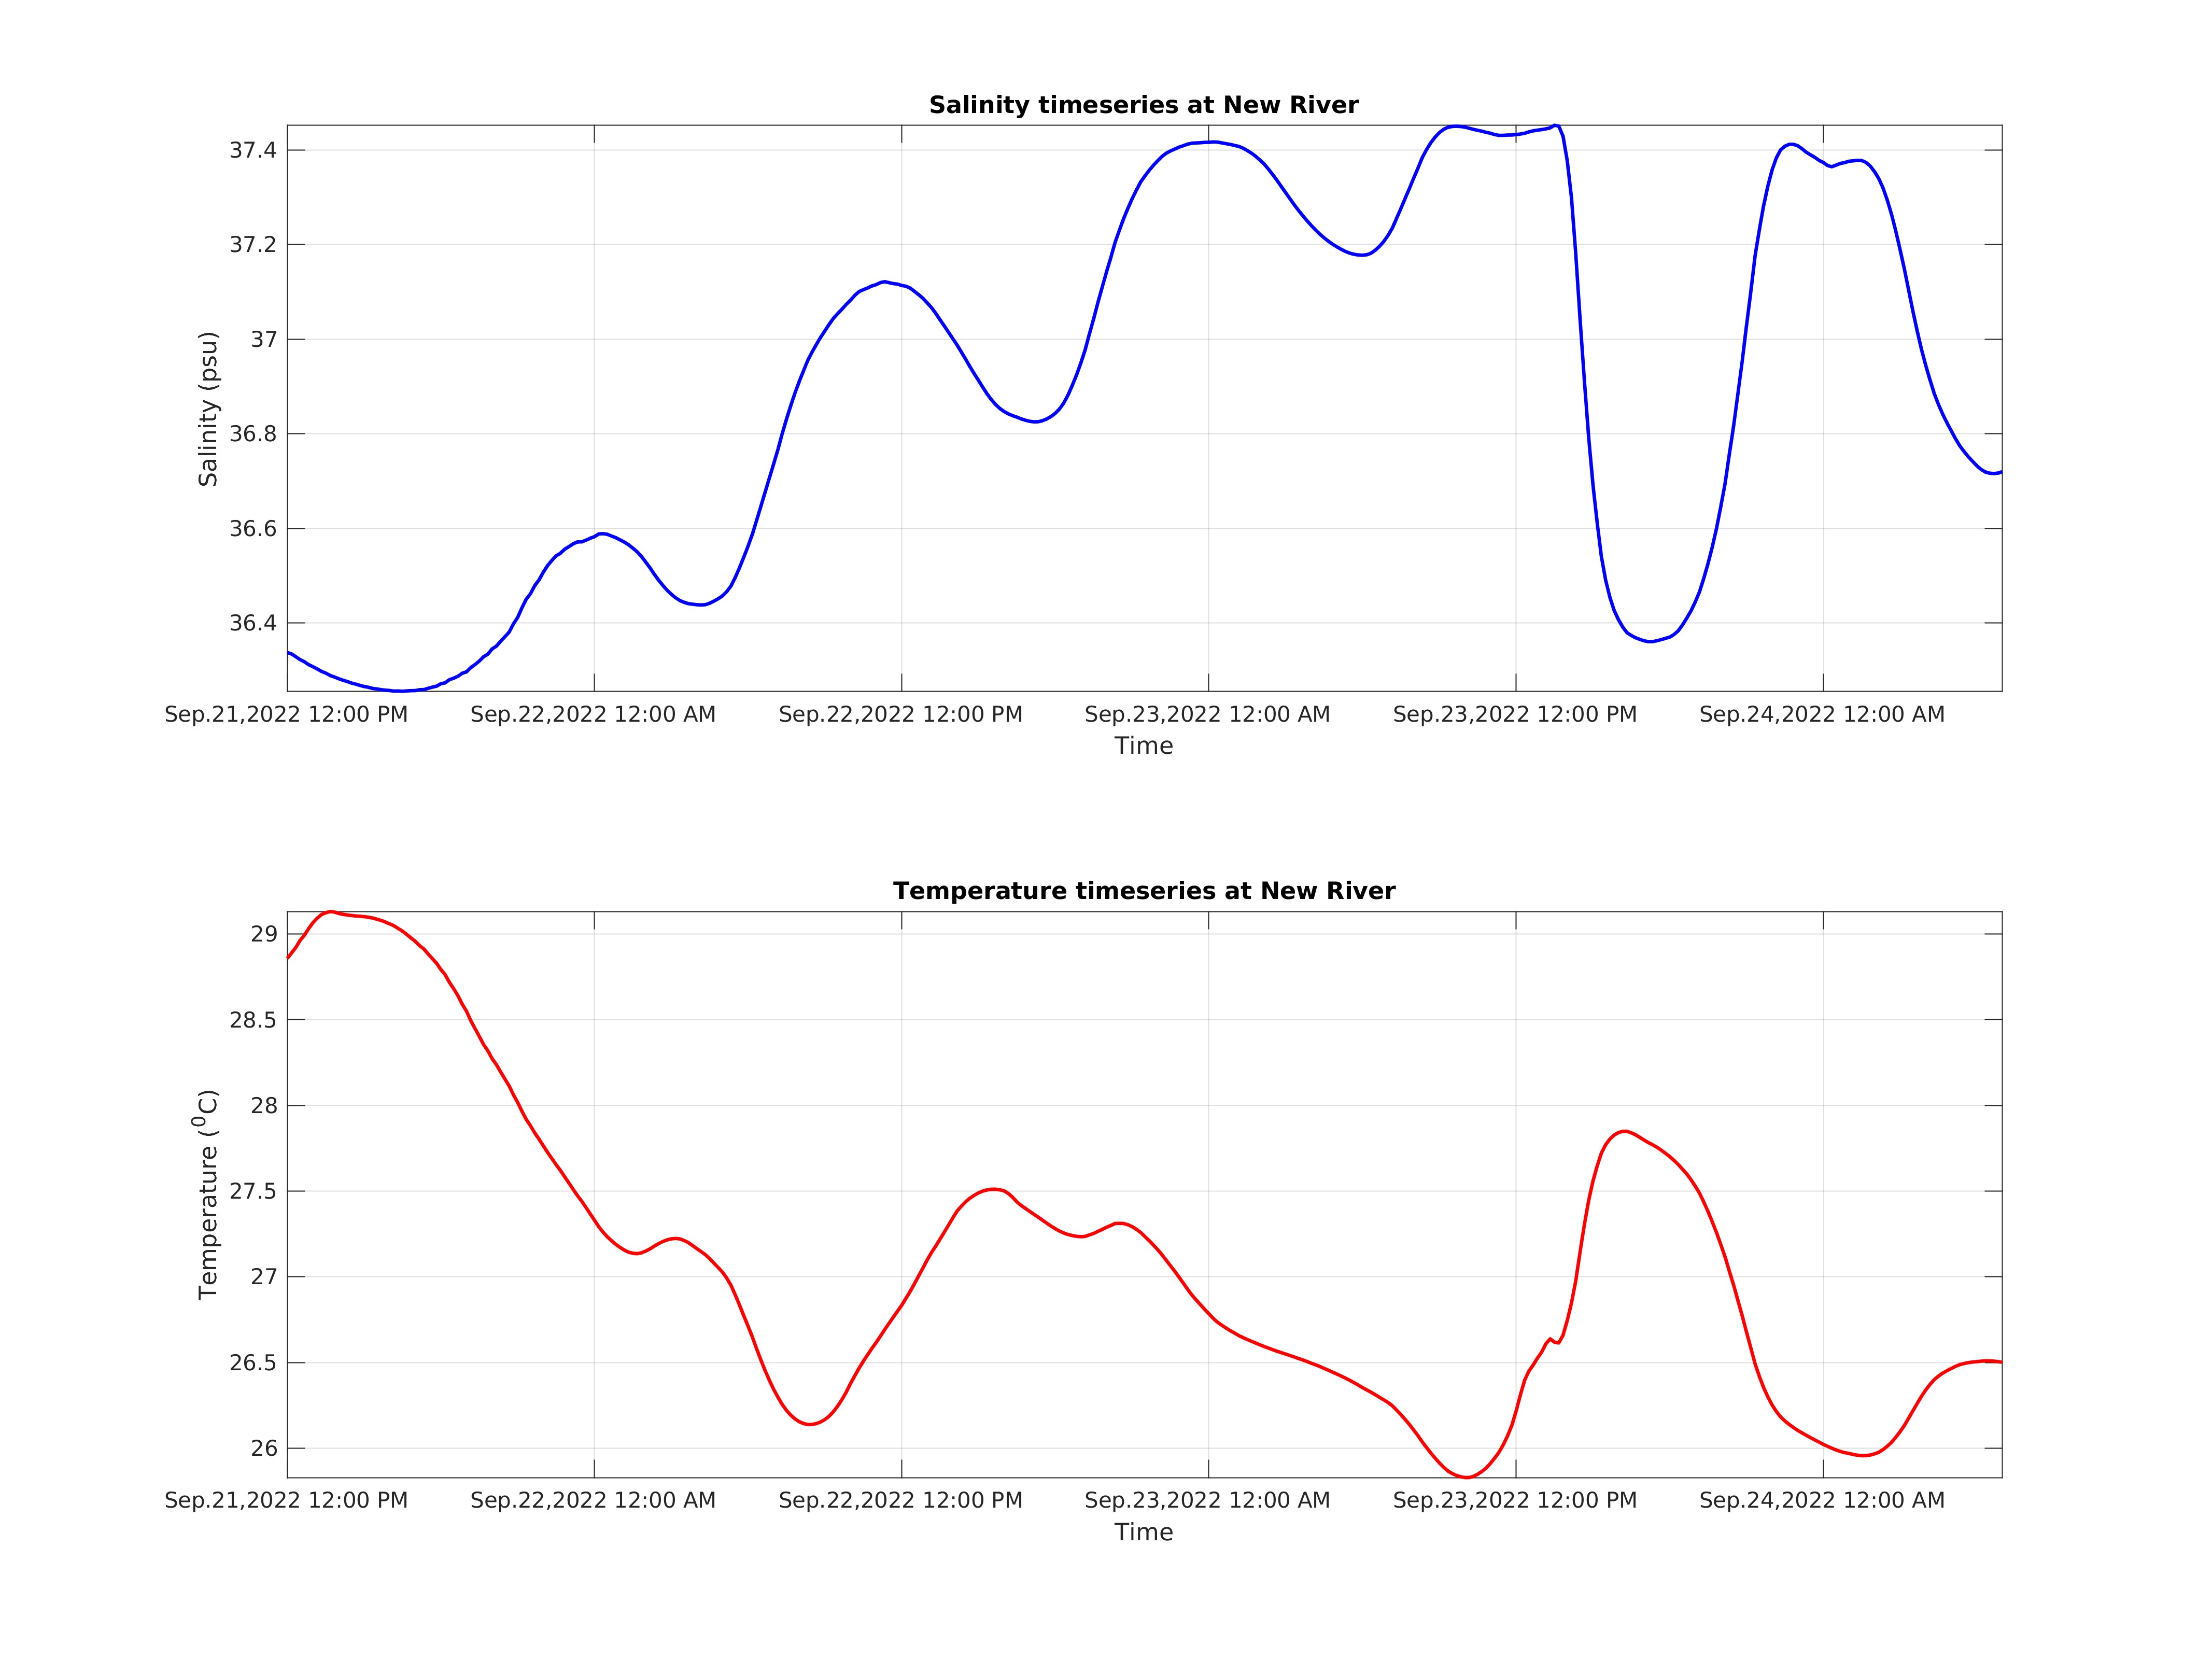 Salinity timeseries at New River
37.4
37.2
37
36.8
36.6
36.4
Salinity (psu)
Sep.21,2022 12:00 PM Sep.22,2022 12:00 AM Sep.22,2022 12:00 PM Sep.23,2022 12:00 AM Sep.23,2022 12:00 PM Sep.24,2022 12:00 AM
Time
Temperature timeseries at New River
29
28.5
28
27.5
27
26.5
26
Temperature (⁰C)
Sep.21,2022 12:00 PM Sep.22,2022 12:00 AM Sep.22,2022 12:00 PM Sep.23,2022 12:00 AM Sep.23,2022 12:00 PM Sep.24,2022 12:00 AM
Time